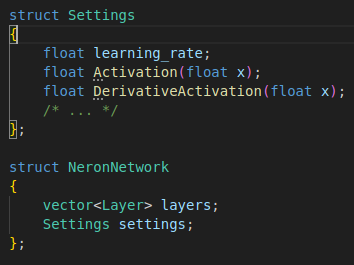 struct Settings
{
    float learning_rate;
    float Activation(float x);
    float DerivativeActivation(float x);
    /* ... */
};

struct NeronNetwork
{
    vector<Layer> layers;
    Settings settings;
};